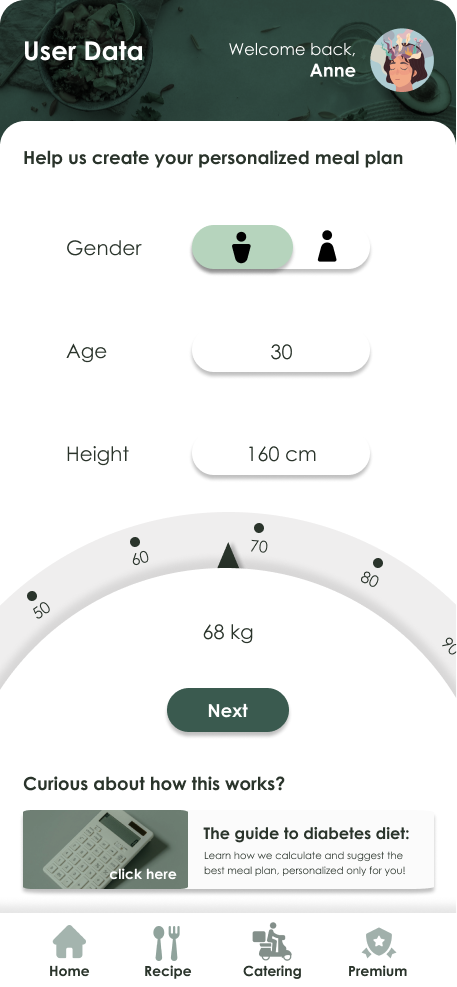 User Data
Welcome back,
Anne
Help us create your personalized meal plan
Gender
Age
30
Height
160 cm
50
60
70
80
90
68 kg
Next
Curious about how this works?
click here
The guide to diabetes diet:
Learn how we calculate and suggest the
best meal plan, personalized only for you!
Home
Recipe
Catering
Premium